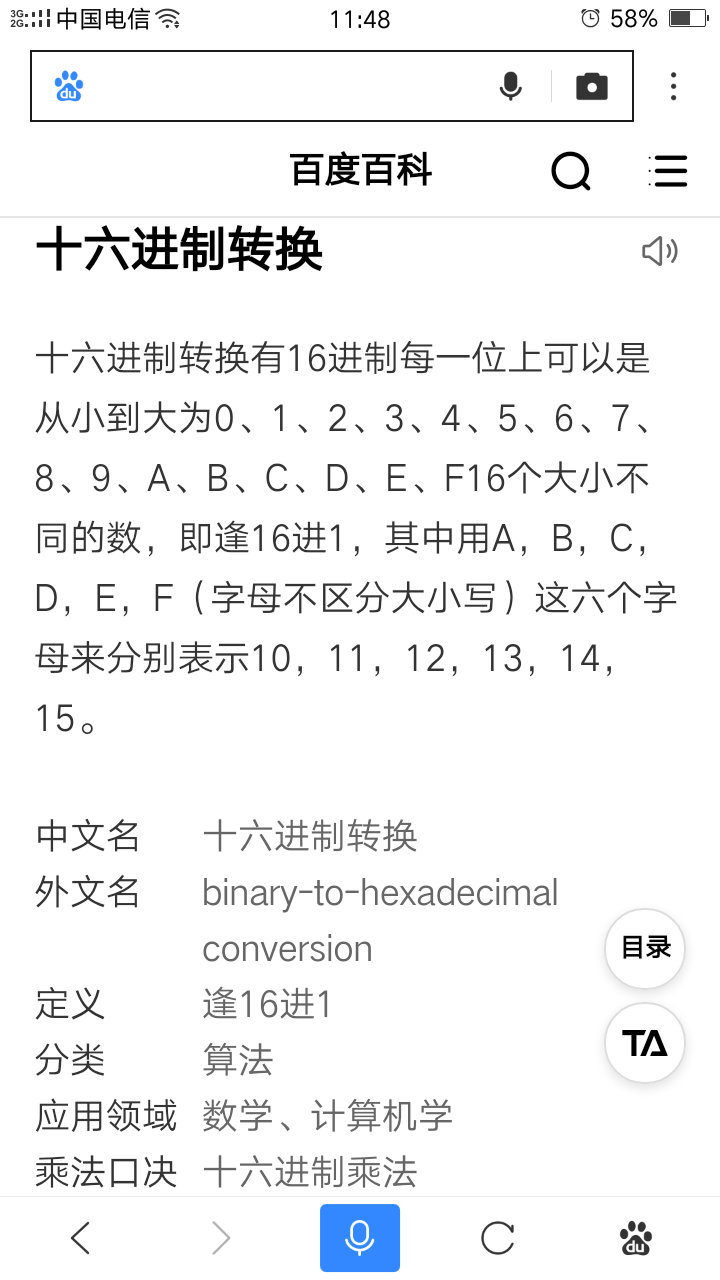 3G 2G 中国电信 11:48 58%
du
百度百科
十六进制转换
十六进制转换有16进制每一位上可以是
从小到大为0、1、2、3、4、5、6、7、
8、9、A、B、C、D、E、F16个大小不
同的数，即逢16进1，其中用A，B，C，
D，E，F（字母不区分大小写）这六个字
母来分别表示10，11，12，13，14，
15。
中文名 十六进制转换
外文名 binary-to-hexadecimal
conversion
目录
定义 逢16进1
分类 算法
TA
应用领域 数学、计算机学
乘法口决 十六进制乘法
du